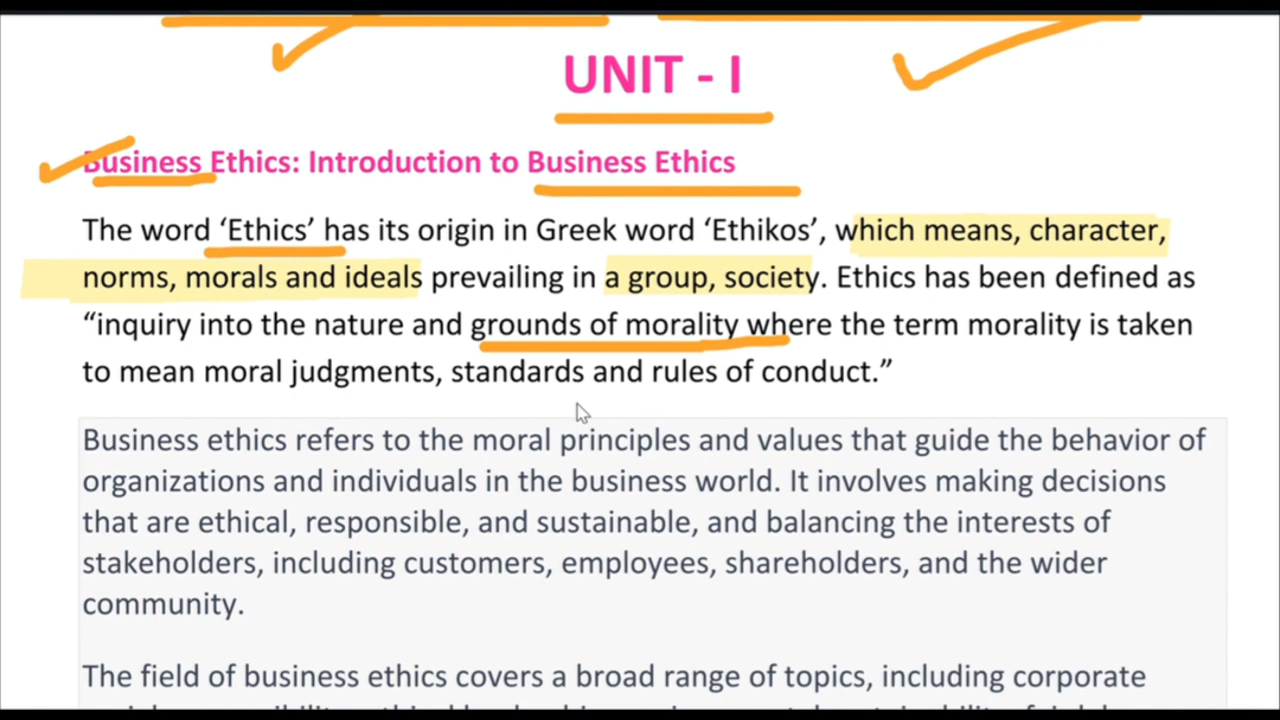 UNIT - I
Business Ethics: Introduction to Business Ethics
The word ‘Ethics’ has its origin in Greek word ‘Ethikos’, which means, character,
norms, morals and ideals prevailing in a group, society. Ethics has been defined as
“inquiry into the nature and grounds of morality where the term morality is taken
to mean moral judgments, standards and rules of conduct.”
Business ethics refers to the moral principles and values that guide the behavior of
organizations and individuals in the business world. It involves making decisions
that are ethical, responsible, and sustainable, and balancing the interests of
stakeholders, including customers, employees, shareholders, and the wider
community.
The field of business ethics covers a broad range of topics, including corporate